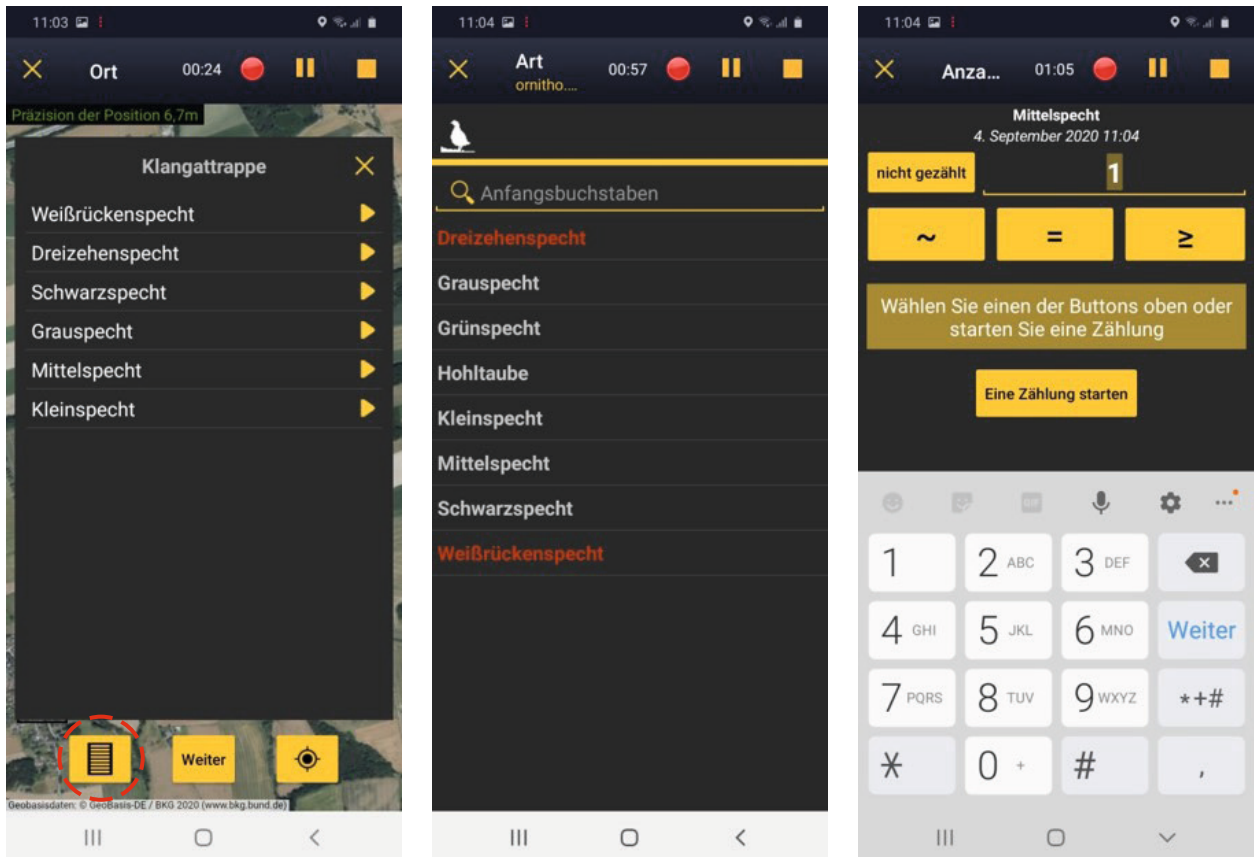 11:03
Ort 00:24
Präzision der Position 6,7m
Klangattrappe
Weißrückenspecht
Dreizehenspecht
Schwarzspecht
Grauspecht
Mittelspecht
Kleinspecht
Weiter
Geobasisdaten: © GeoBasis-DE / BKG 2020 (www.bkg.bund.de)
11:04
Art 00:57
ornitho....
Anfangsbuchstaben
Dreizehenspecht
Grauspecht
Grünspecht
Hohltaube
Kleinspecht
Mittelspecht
Schwarzspecht
Weißrückenspecht
11:04
Anza... 01:05
Mittelspecht
4. September 2020 11:04
nicht gezählt 1
~ = ≥
Wählen Sie einen der Buttons oben oder
starten Sie eine Zählung
Eine Zählung starten
GIF
1 2 ABC 3 DEF
4 GHI 5 JKL 6 MNO Weiter
7 PQRS 8 TUV 9 WXYZ *+#
* 0 + # ,